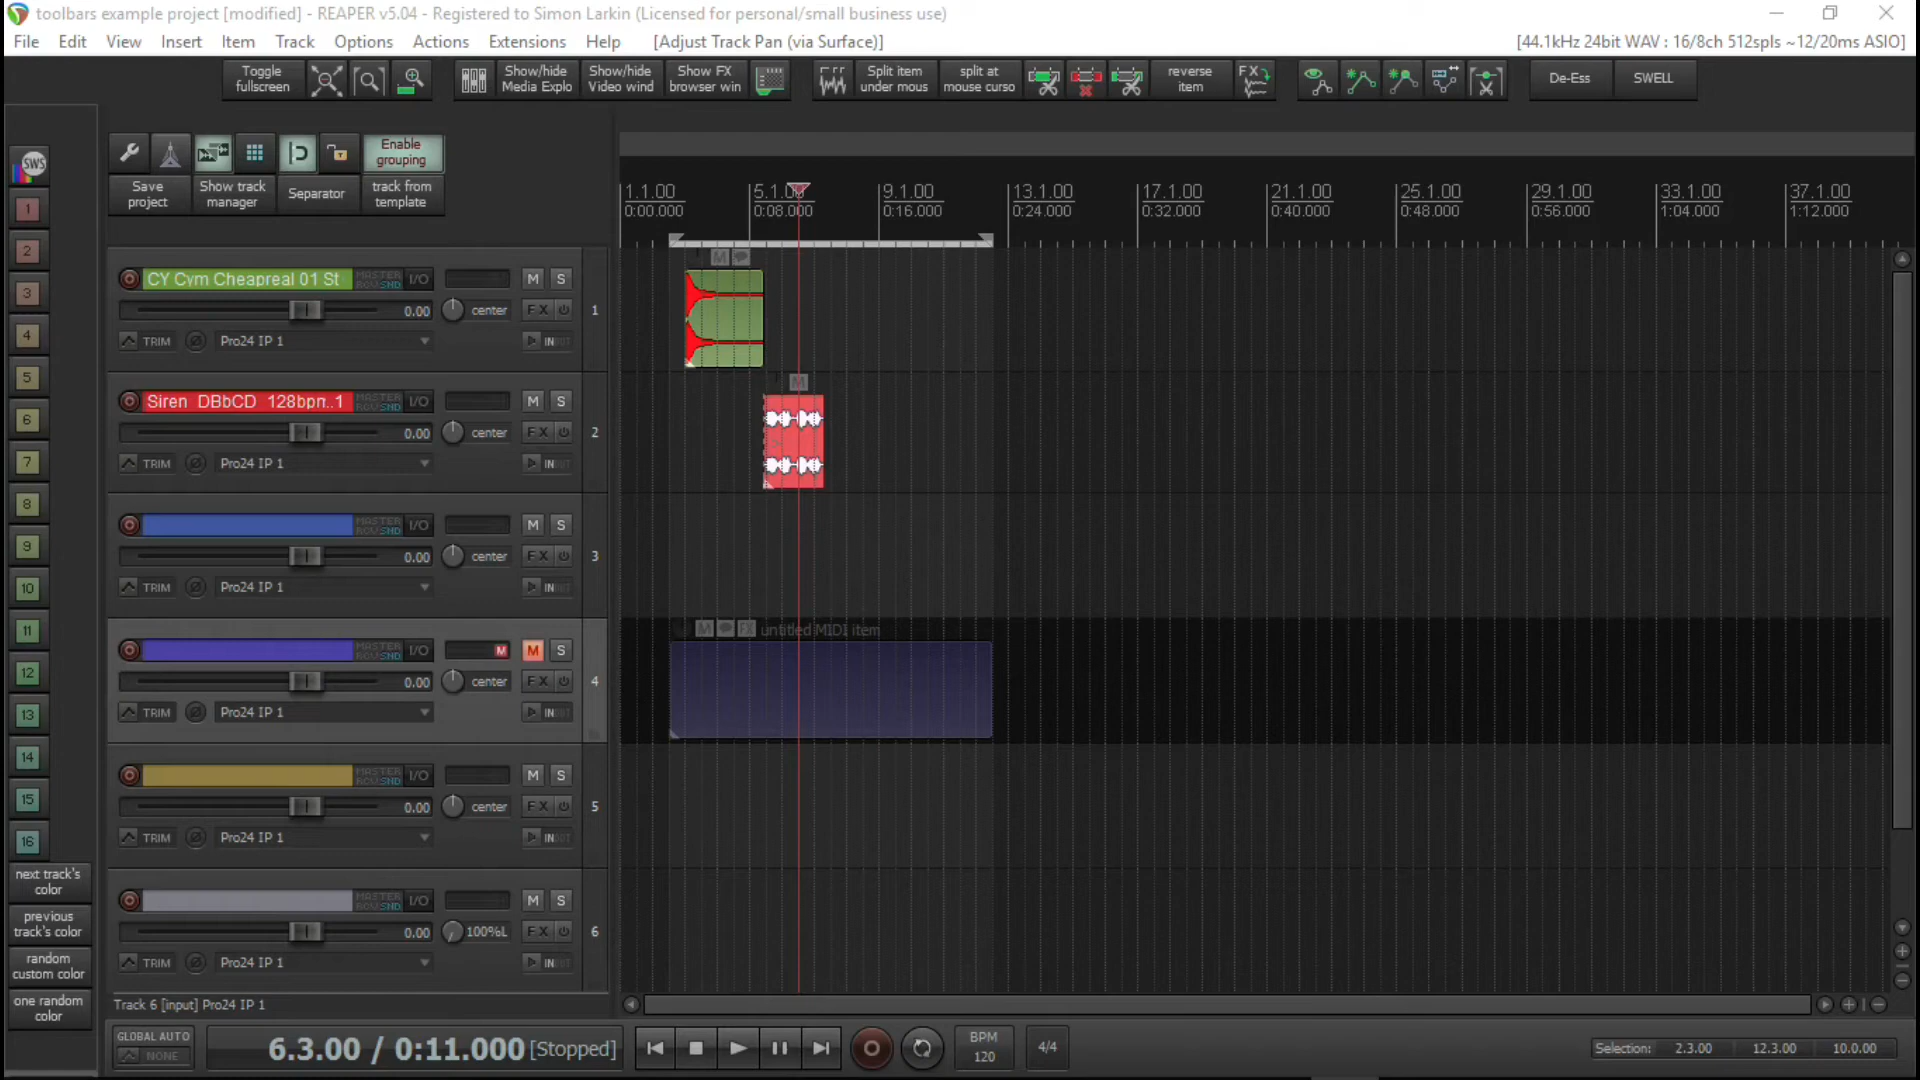 toolbars example project [modified] - REAPER v5.04 - Registered to Simon Larkin (Licensed for personal/small business use)
File Edit View Insert Item Track Options Actions Extensions Help [Adjust Track Pan (via Surface)] [44.1kHz 24bit WAV : 16/8ch 512spls ~12/20ms ASIO]
Toggle fullscreen
Show/hide Media Explo
Show/hide Video wind
Show FX browser win
Split item under mous
split at mouse curso
reverse item
FX
De-Ess
SWELL
SWS
Enable grouping
Save project
Show track manager
Separator
track from template
1.1.00 5.1.00 9.1.00 13.1.00 17.1.00 21.1.00 25.1.00 29.1.00 33.1.00 37.1.00
0:00.000 0:08.000 0:16.000 0:24.000 0:32.000 0:40.000 0:48.000 0:56.000 1:04.000 1:12.000
1
2
3
4
5
6
7
8
9
10
11
12
13
14
15
16
next track's color
previous track's color
random custom color
one random color
CY Cym Cheapreal 01 St MASTER I/O M S
0.00 center FX 1
TRIM Pro24 IP 1 IN
M
Siren DBbCD 128bpn..1 MASTER I/O M S
0.00 center FX 2
TRIM Pro24 IP 1 IN
M
MASTER I/O M S
0.00 center FX 3
TRIM Pro24 IP 1 IN
MASTER I/O M M S
0.00 center FX 4
TRIM Pro24 IP 1 IN
M FX untitled MIDI item
MASTER I/O M S
0.00 center FX 5
TRIM Pro24 IP 1 IN
MASTER I/O M S
0.00 100%L FX 6
TRIM Pro24 IP 1 IN
Track 6 [input] Pro24 IP 1
GLOBAL AUTO
NONE
6.3.00 / 0:11.000 [Stopped]
BPM
120
4/4
Selection: 2.3.00 12.3.00 10.0.00